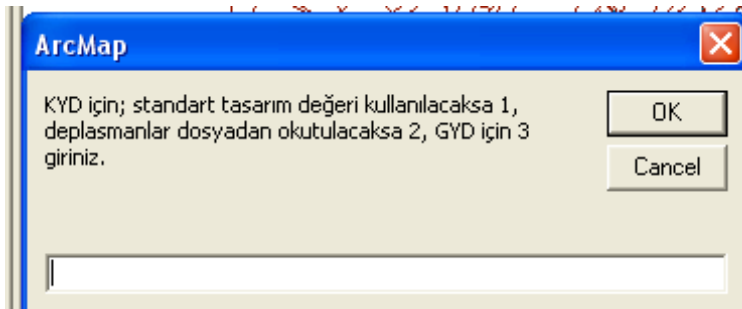 ArcMap
KYD için; standart tasarım değeri kullanılacaksa 1,
deplasmanlar dosyadan okutulacaksa 2, GYD için 3
giriniz.
OK
Cancel